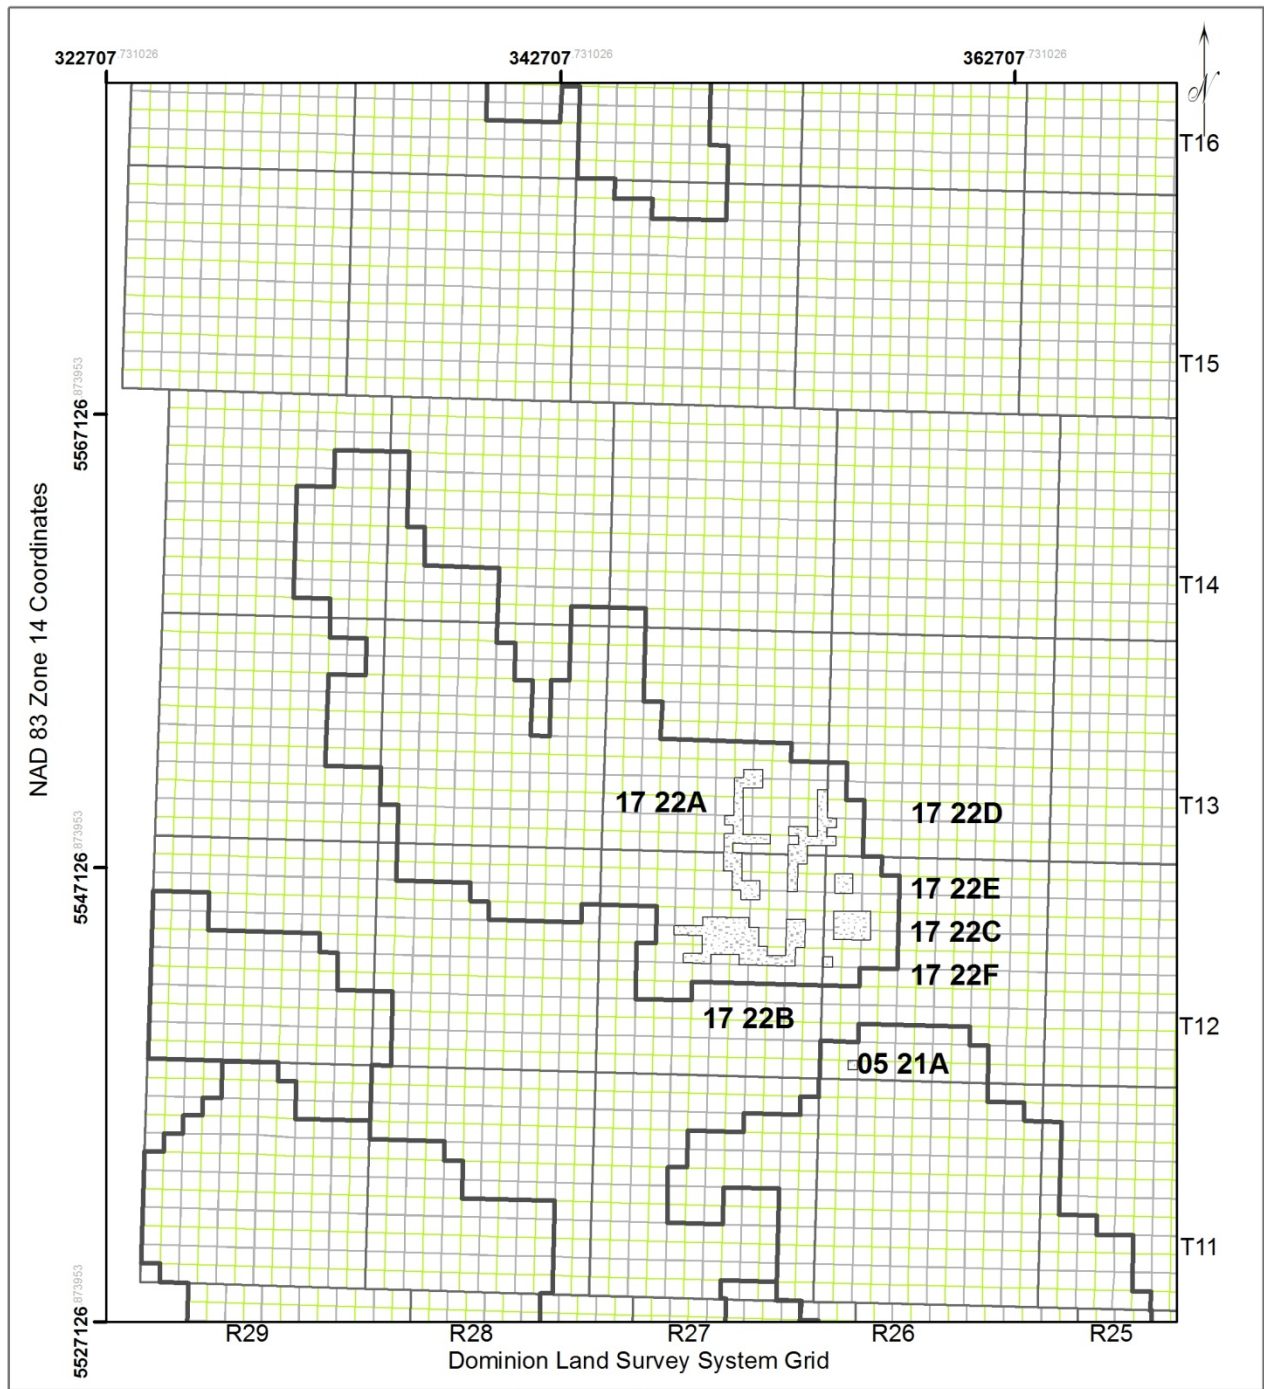 322707.731026 342707.731026 362707.731026
N
T16
T15
5567126.873953
T14
NAD 83 Zone 14 Coordinates
17 22A
T13
17 22D
5547126.873953
17 22E
17 22C
17 22F
17 22B
T12
05 21A
T11
5527126.873953
R29 R28 R27 R26 R25
Dominion Land Survey System Grid